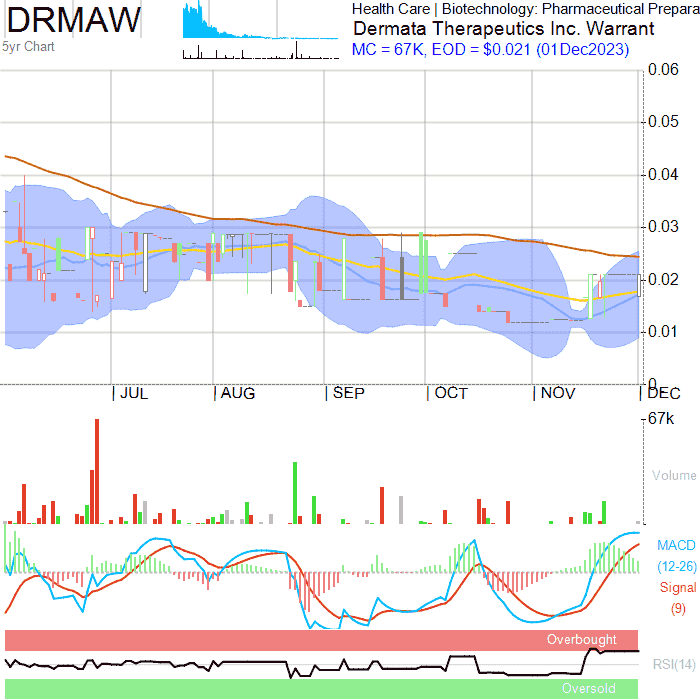 DRMAW
5yr Chart
Health Care | Biotechnology: Pharmaceutical Prepara
Dermata Therapeutics Inc. Warrant
MC = 67K, EOD = $0.021 (01Dec2023)
0.06
0.05
0.04
0.03
0.02
0.01
0
| JUL | AUG | SEP | OCT | NOV | DEC
67k
Volume
MACD
(12-26)
Signal
(9)
Overbought
RSI(14)
Oversold